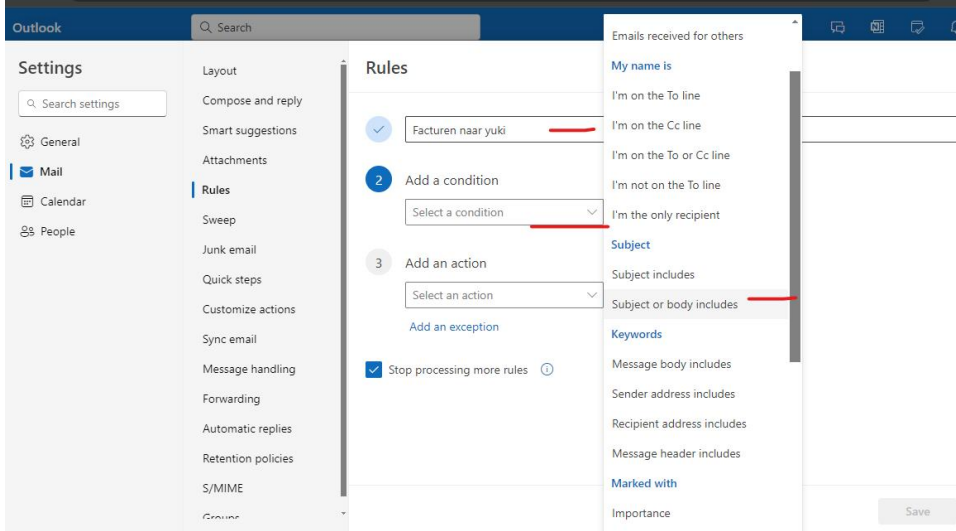 Outlook
Search
Settings
Search settings
General
Mail
Calendar
People
Layout
Compose and reply
Smart suggestions
Attachments
Rules
Sweep
Junk email
Quick steps
Customize actions
Sync email
Message handling
Forwarding
Automatic replies
Retention policies
S/MIME
Groups
Rules
Facturen naar yuki
2 Add a condition
Select a condition
3 Add an action
Select an action
Add an exception
Stop processing more rules
Emails received for others
My name is
I'm on the To line
I'm on the Cc line
I'm on the To or Cc line
I'm not on the To line
I'm the only recipient
Subject
Subject includes
Subject or body includes
Keywords
Message body includes
Sender address includes
Recipient address includes
Message header includes
Marked with
Importance
Save